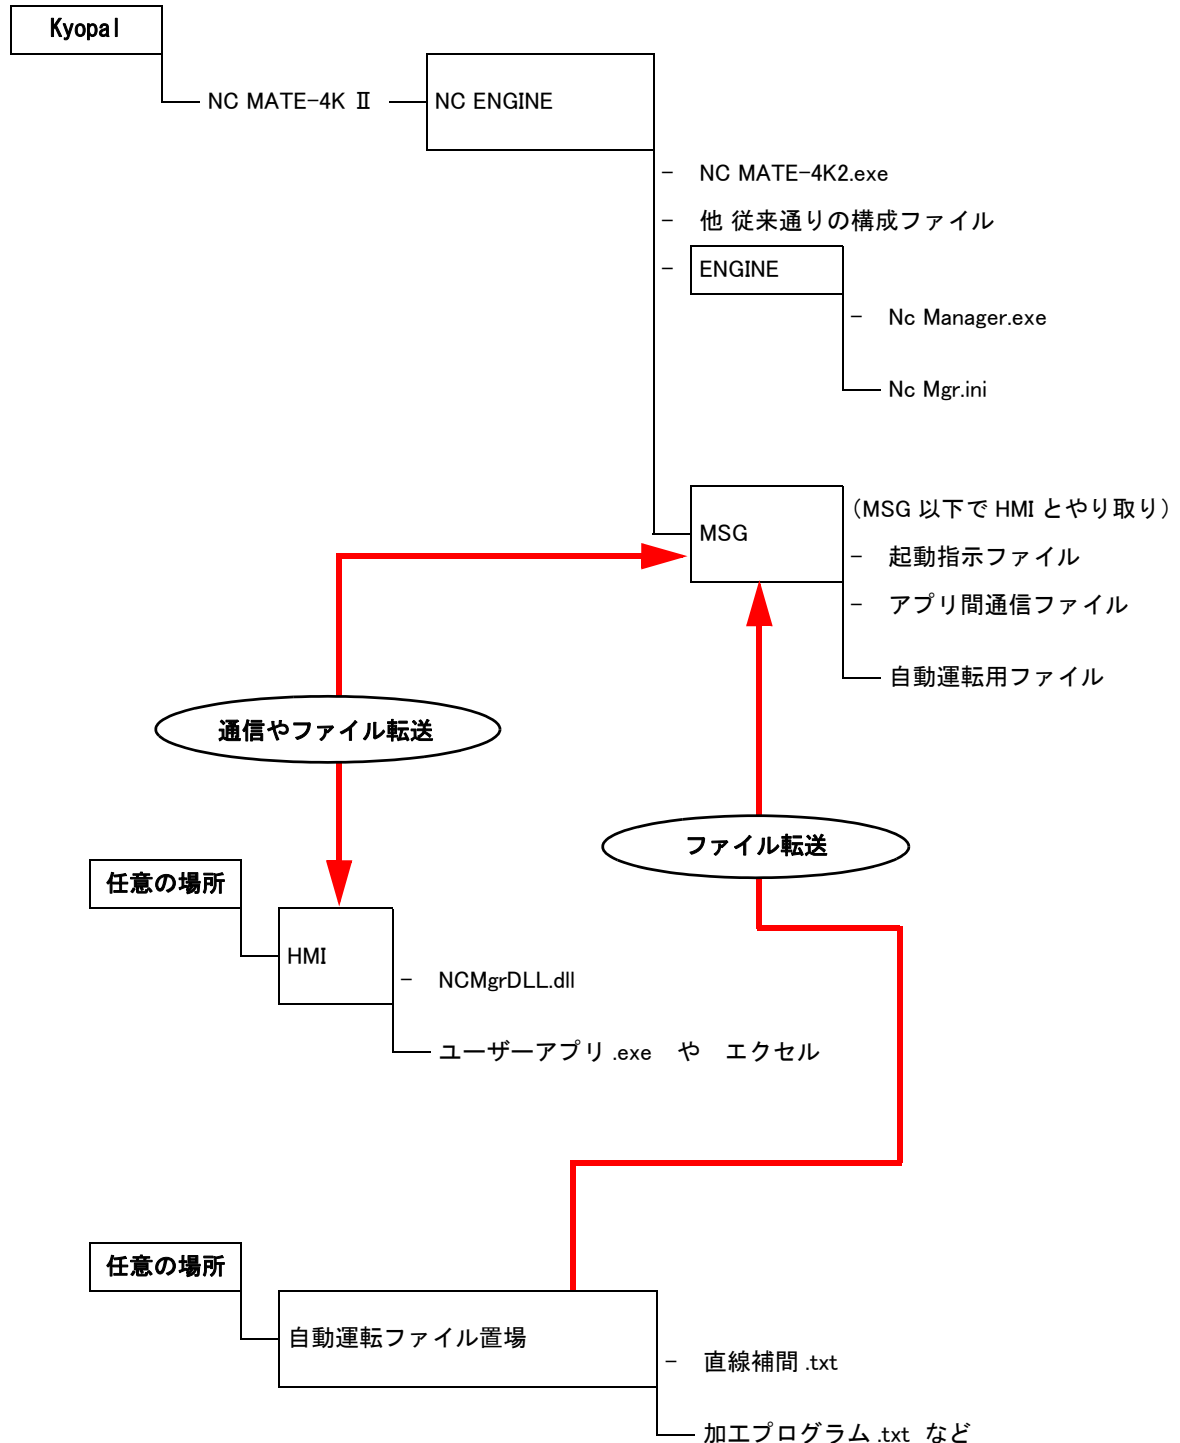 Kyopal
NC MATE-4K Ⅱ
NC ENGINE
- NC MATE-4K2.exe
- 他 従来通りの構成ファイル
- ENGINE
- Nc Manager.exe
Nc Mgr.ini
MSG
(MSG 以下で HMI とやり取り)
- 起動指示ファイル
- アプリ間通信ファイル
自動運転用ファイル
通信やファイル転送
ファイル転送
任意の場所
HMI
- NCMgrDLL.dll
ユーザーアプリ .exe や エクセル
任意の場所
自動運転ファイル置場
- 直線補間 .txt
加工プログラム .txt など